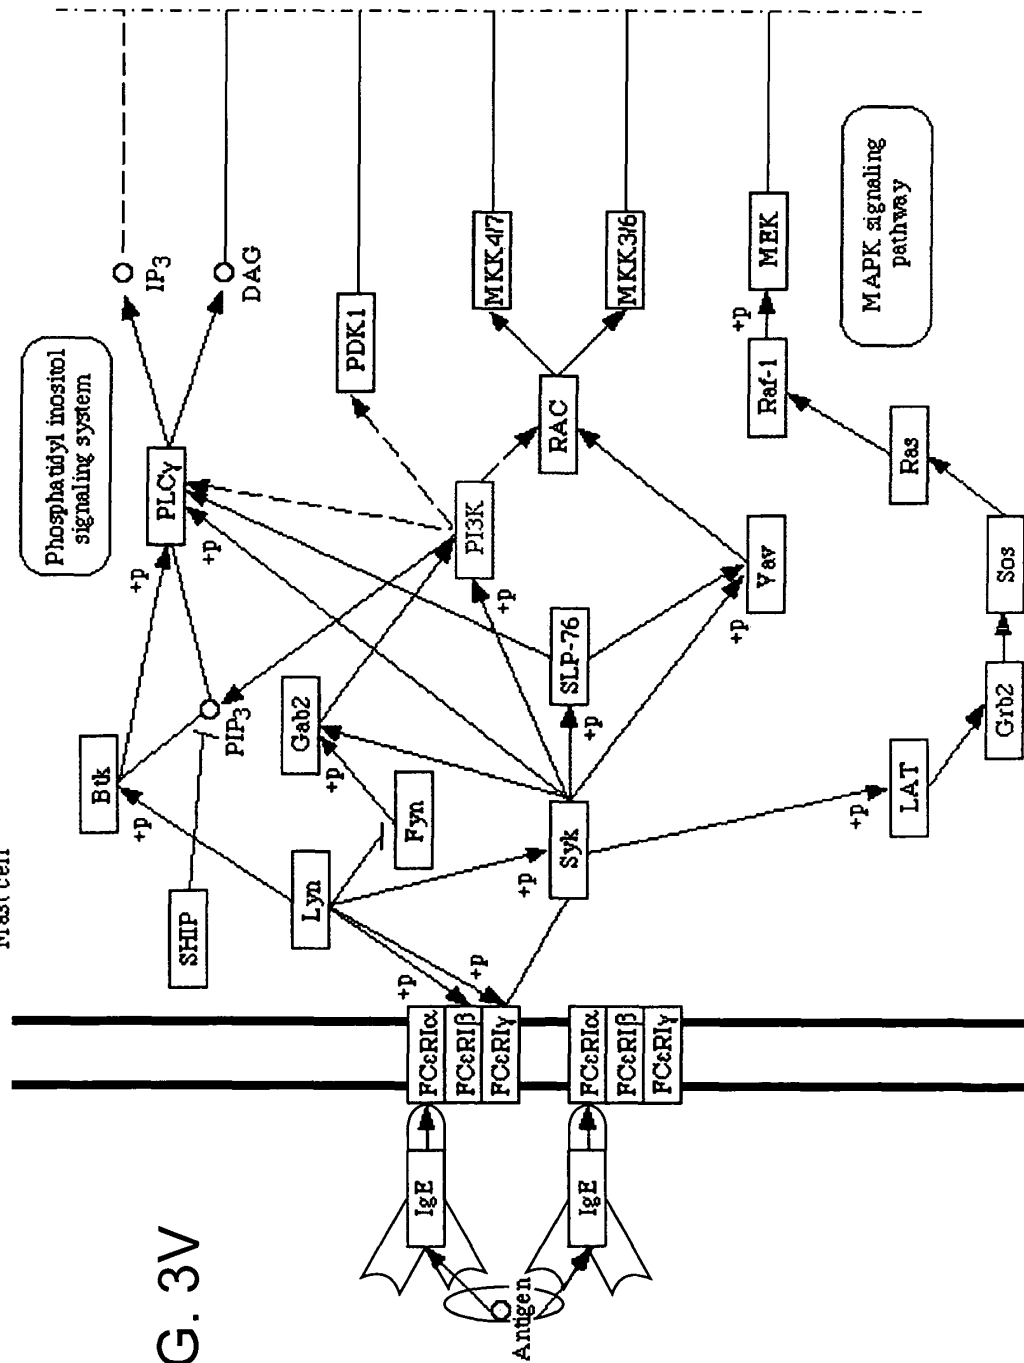 G. 3V
Mast cell
Phosphatidyl inositol
signaling system
MAPK signaling
pathway
Antigen
IgE
IgE
FCεRIα
FCεRIβ
FCεRIγ
FCεRIα
FCεRIβ
FCεRIγ
+p
+p
SHIP
Lyn
Fyn
+p
Syk
+p
Btk
PIP3
Gab2
+p
+p
SLP-76
+p
LAT
Grb2
+p
+p
PLCγ
+p
PI3K
+p
Vav
Sos
IP3
DAG
PDK1
RAC
Ras
Raf-1
+p
MKK4/7
MKK3/6
MEK